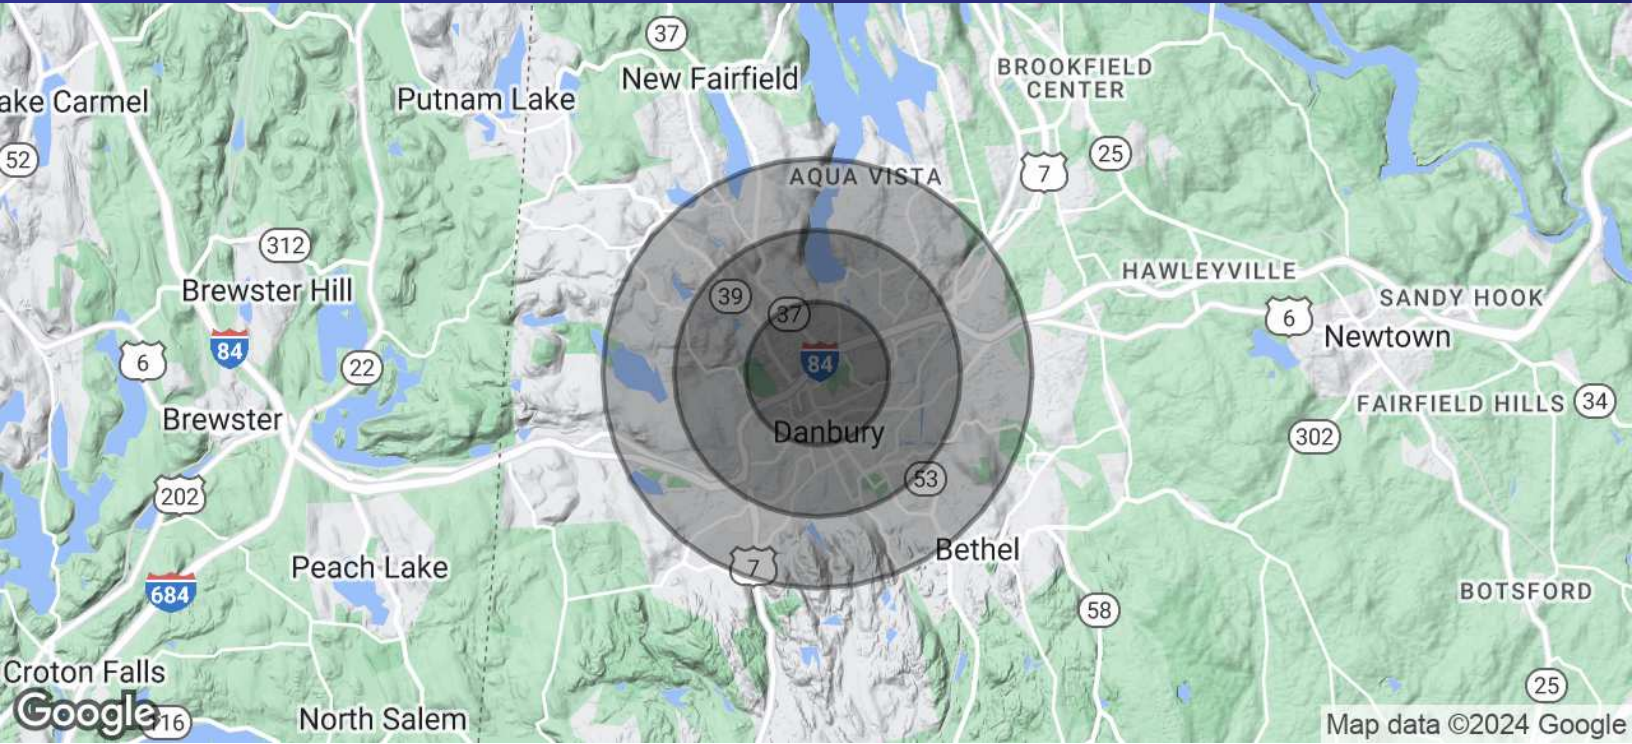 37
New Fairfield
BROOKFIELD
CENTER
ake Carmel
Putnam Lake
52
25
7
AQUA VISTA
312
HAWLEYVILLE
Brewster Hill
39
SANDY HOOK
37
6
Newtown
84
6
84
22
FAIRFIELD HILLS
34
Brewster
Danbury
302
202
53
Bethel
Peach Lake
7
684
BOTSFORD
58
Croton Falls
25
Google
116
North Salem
Map data ©2024 Google